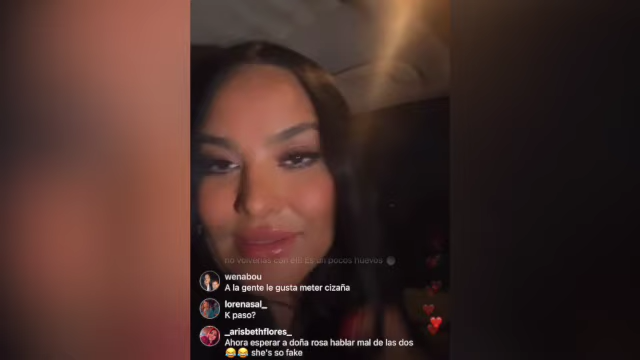 no volverías con él? Es un pocos huevos
wenabou
A la gente le gusta meter cizaña
lorenasal_
K paso?
_arisbethflores_
Ahora esperar a doña rosa hablar mal de las dos
😂😂 she's so fake